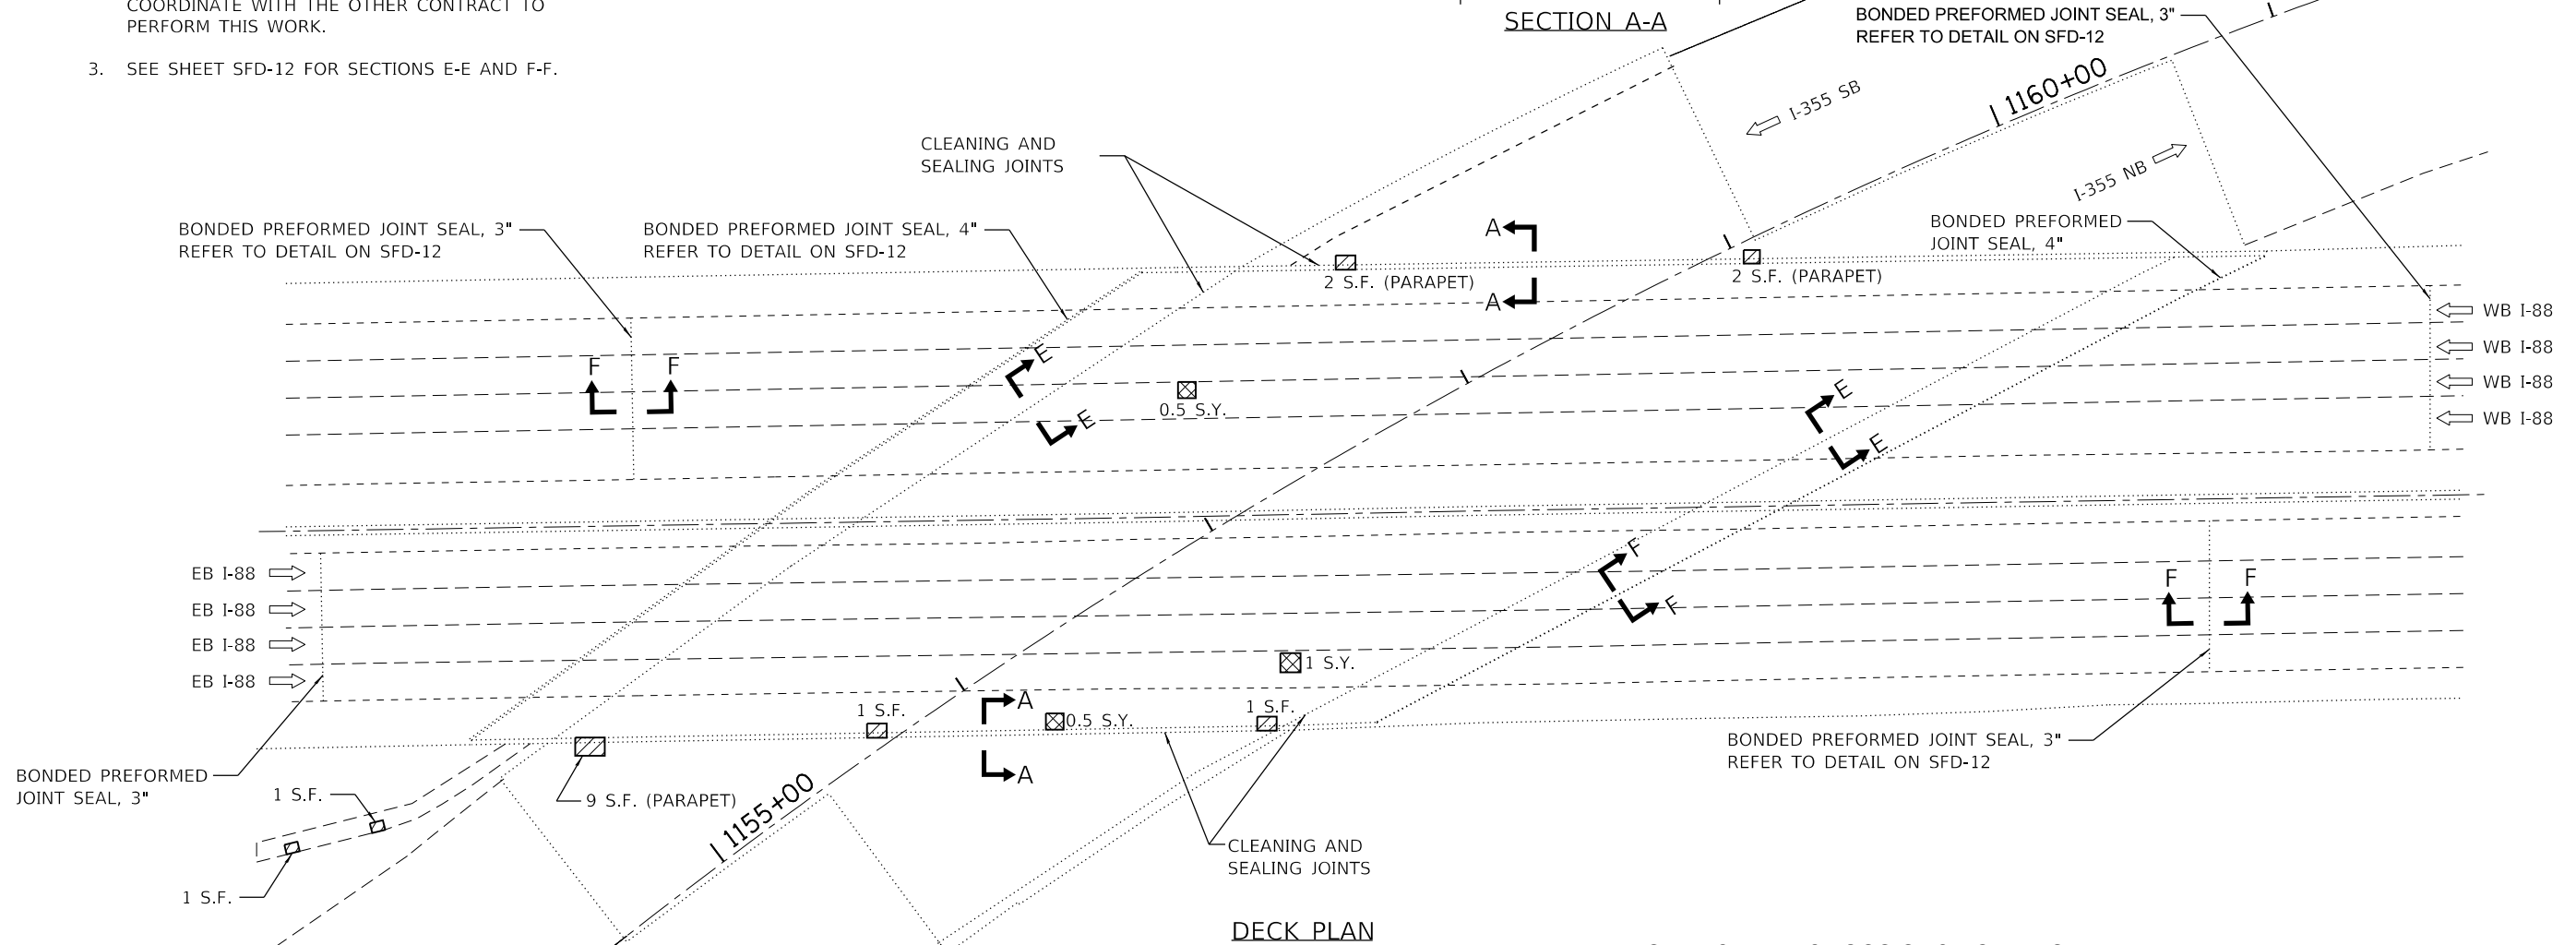 COORDINATE WITH THE OTHER CONTRACT TO
PERFORM THIS WORK.
3. SEE SHEET SFD-12 FOR SECTIONS E-E AND F-F.
SECTION A-A
BONDED PREFORMED JOINT SEAL, 3"
REFER TO DETAIL ON SFD-12
I-355 SB
1160+00
I-355 NB
CLEANING AND
SEALING JOINTS
BONDED PREFORMED JOINT SEAL, 3"
REFER TO DETAIL ON SFD-12
BONDED PREFORMED JOINT SEAL, 4"
REFER TO DETAIL ON SFD-12
BONDED PREFORMED
JOINT SEAL, 4"
A
A
2 S.F. (PARAPET)
2 S.F. (PARAPET)
WB I-88
WB I-88
WB I-88
WB I-88
F
F
E
E
0.5 S.Y.
E
E
EB I-88
EB I-88
EB I-88
EB I-88
F
F
F
F
1 S.Y.
1 S.F.
A
0.5 S.Y.
1 S.F.
A
BONDED PREFORMED JOINT SEAL, 3"
REFER TO DETAIL ON SFD-12
BONDED PREFORMED
JOINT SEAL, 3"
1 S.F.
9 S.F. (PARAPET)
1155+00
CLEANING AND
SEALING JOINTS
1 S.F.
DECK PLAN